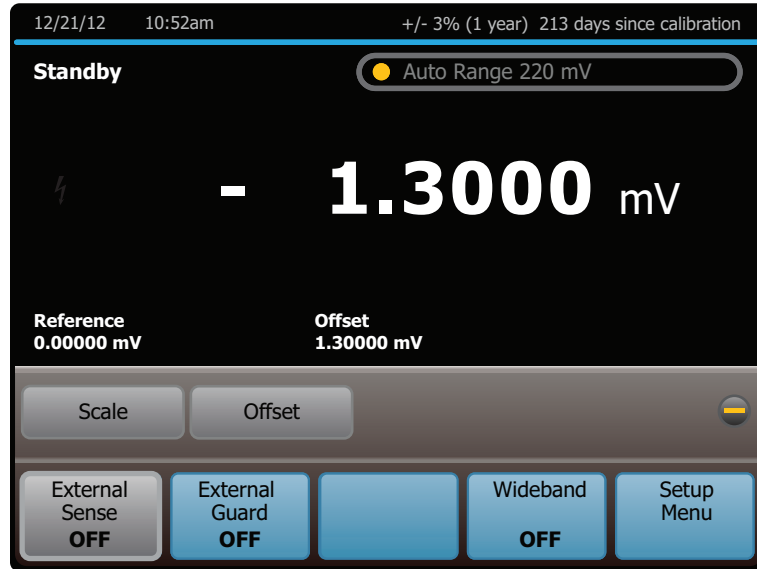 12/21/12 10:52am +/- 3% (1 year) 213 days since calibration
Standby Auto Range 220 mV
- 1.3000 mV
Reference Offset
0.00000 mV 1.30000 mV
Scale Offset
External Sense OFF
External Guard OFF
Wideband OFF
Setup Menu